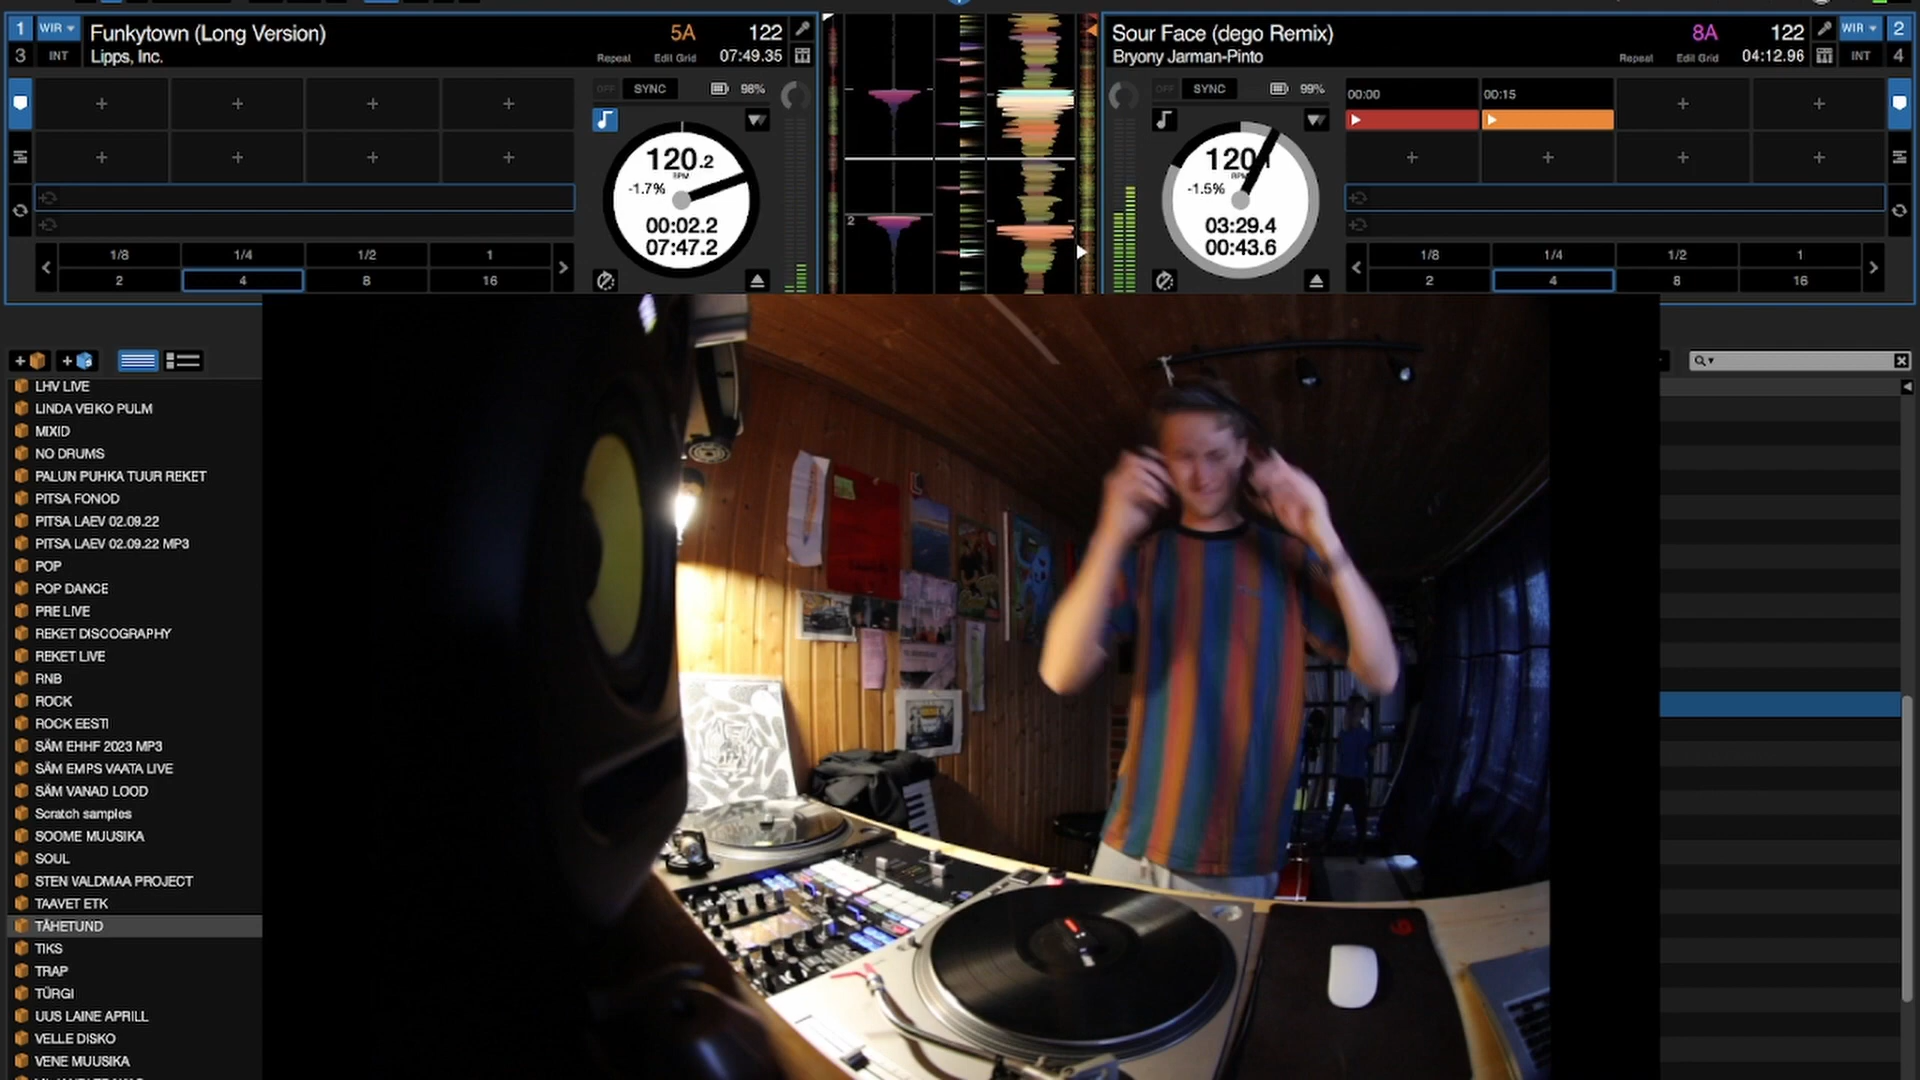 1 WIR Funkytown (Long Version) 5A 122
3 INT Lipps, Inc. Repeat Edit Grid 07:49.35
OFF SYNC 98%
120.2
BPM
-1.7%
00:02.2
07:47.2
1/8 1/4 1/2 1
2 4 8 16
2
Sour Face (dego Remix) 8A 122 WIR 2
Bryony Jarman-Pinto Repeat Edit Grid 04:12.96 INT 4
OFF SYNC 99%
00:00 00:15
120
BPM
-1.5%
03:29.4
00:43.6
1/8 1/4 1/2 1
2 4 8 16
LHV LIVE
LINDA VEIKO PULM
MIXID
NO DRUMS
PALUN PUHKA TUUR REKET
PITSA FONOD
PITSA LAEV 02.09.22
PITSA LAEV 02.09.22 MP3
POP
POP DANCE
PRE LIVE
REKET DISCOGRAPHY
REKET LIVE
RNB
ROCK
ROCK EESTI
SÄM EHHF 2023 MP3
SÄM EMPS VAATA LIVE
SÄM VANAD LOOD
Scratch samples
SOOME MUUSIKA
SOUL
STEN VALDMAA PROJECT
TAAVET ETK
TÄHETUND
TIKS
TRAP
TÜRGI
UUS LAINE APRILL
VELLE DISKO
VENE MUUSIKA